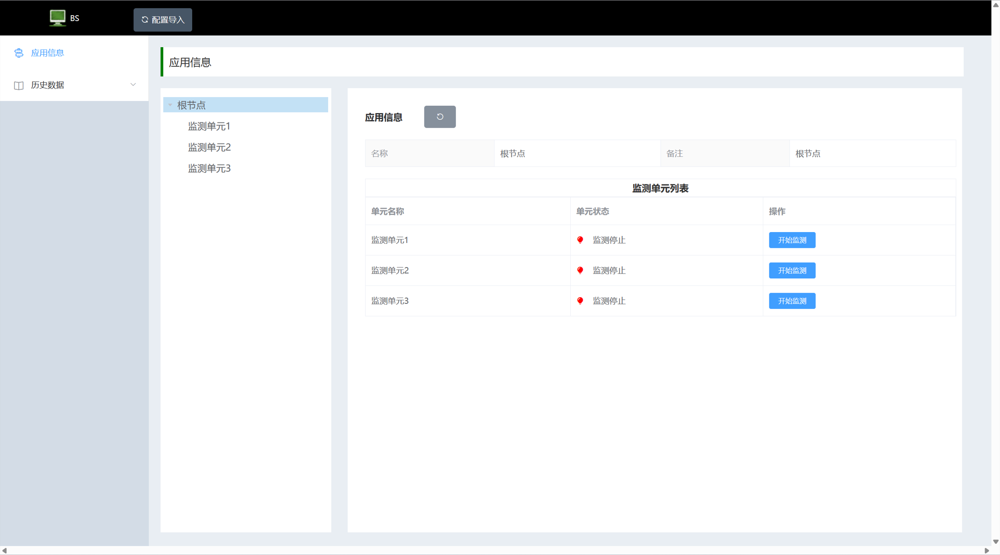 BS
配置导入
应用信息
历史数据
应用信息
根节点
监测单元1
监测单元2
监测单元3
应用信息
名称 根节点 备注 根节点
监测单元列表
单元名称 单元状态 操作
监测单元1 监测停止 开始监测
监测单元2 监测停止 开始监测
监测单元3 监测停止 开始监测